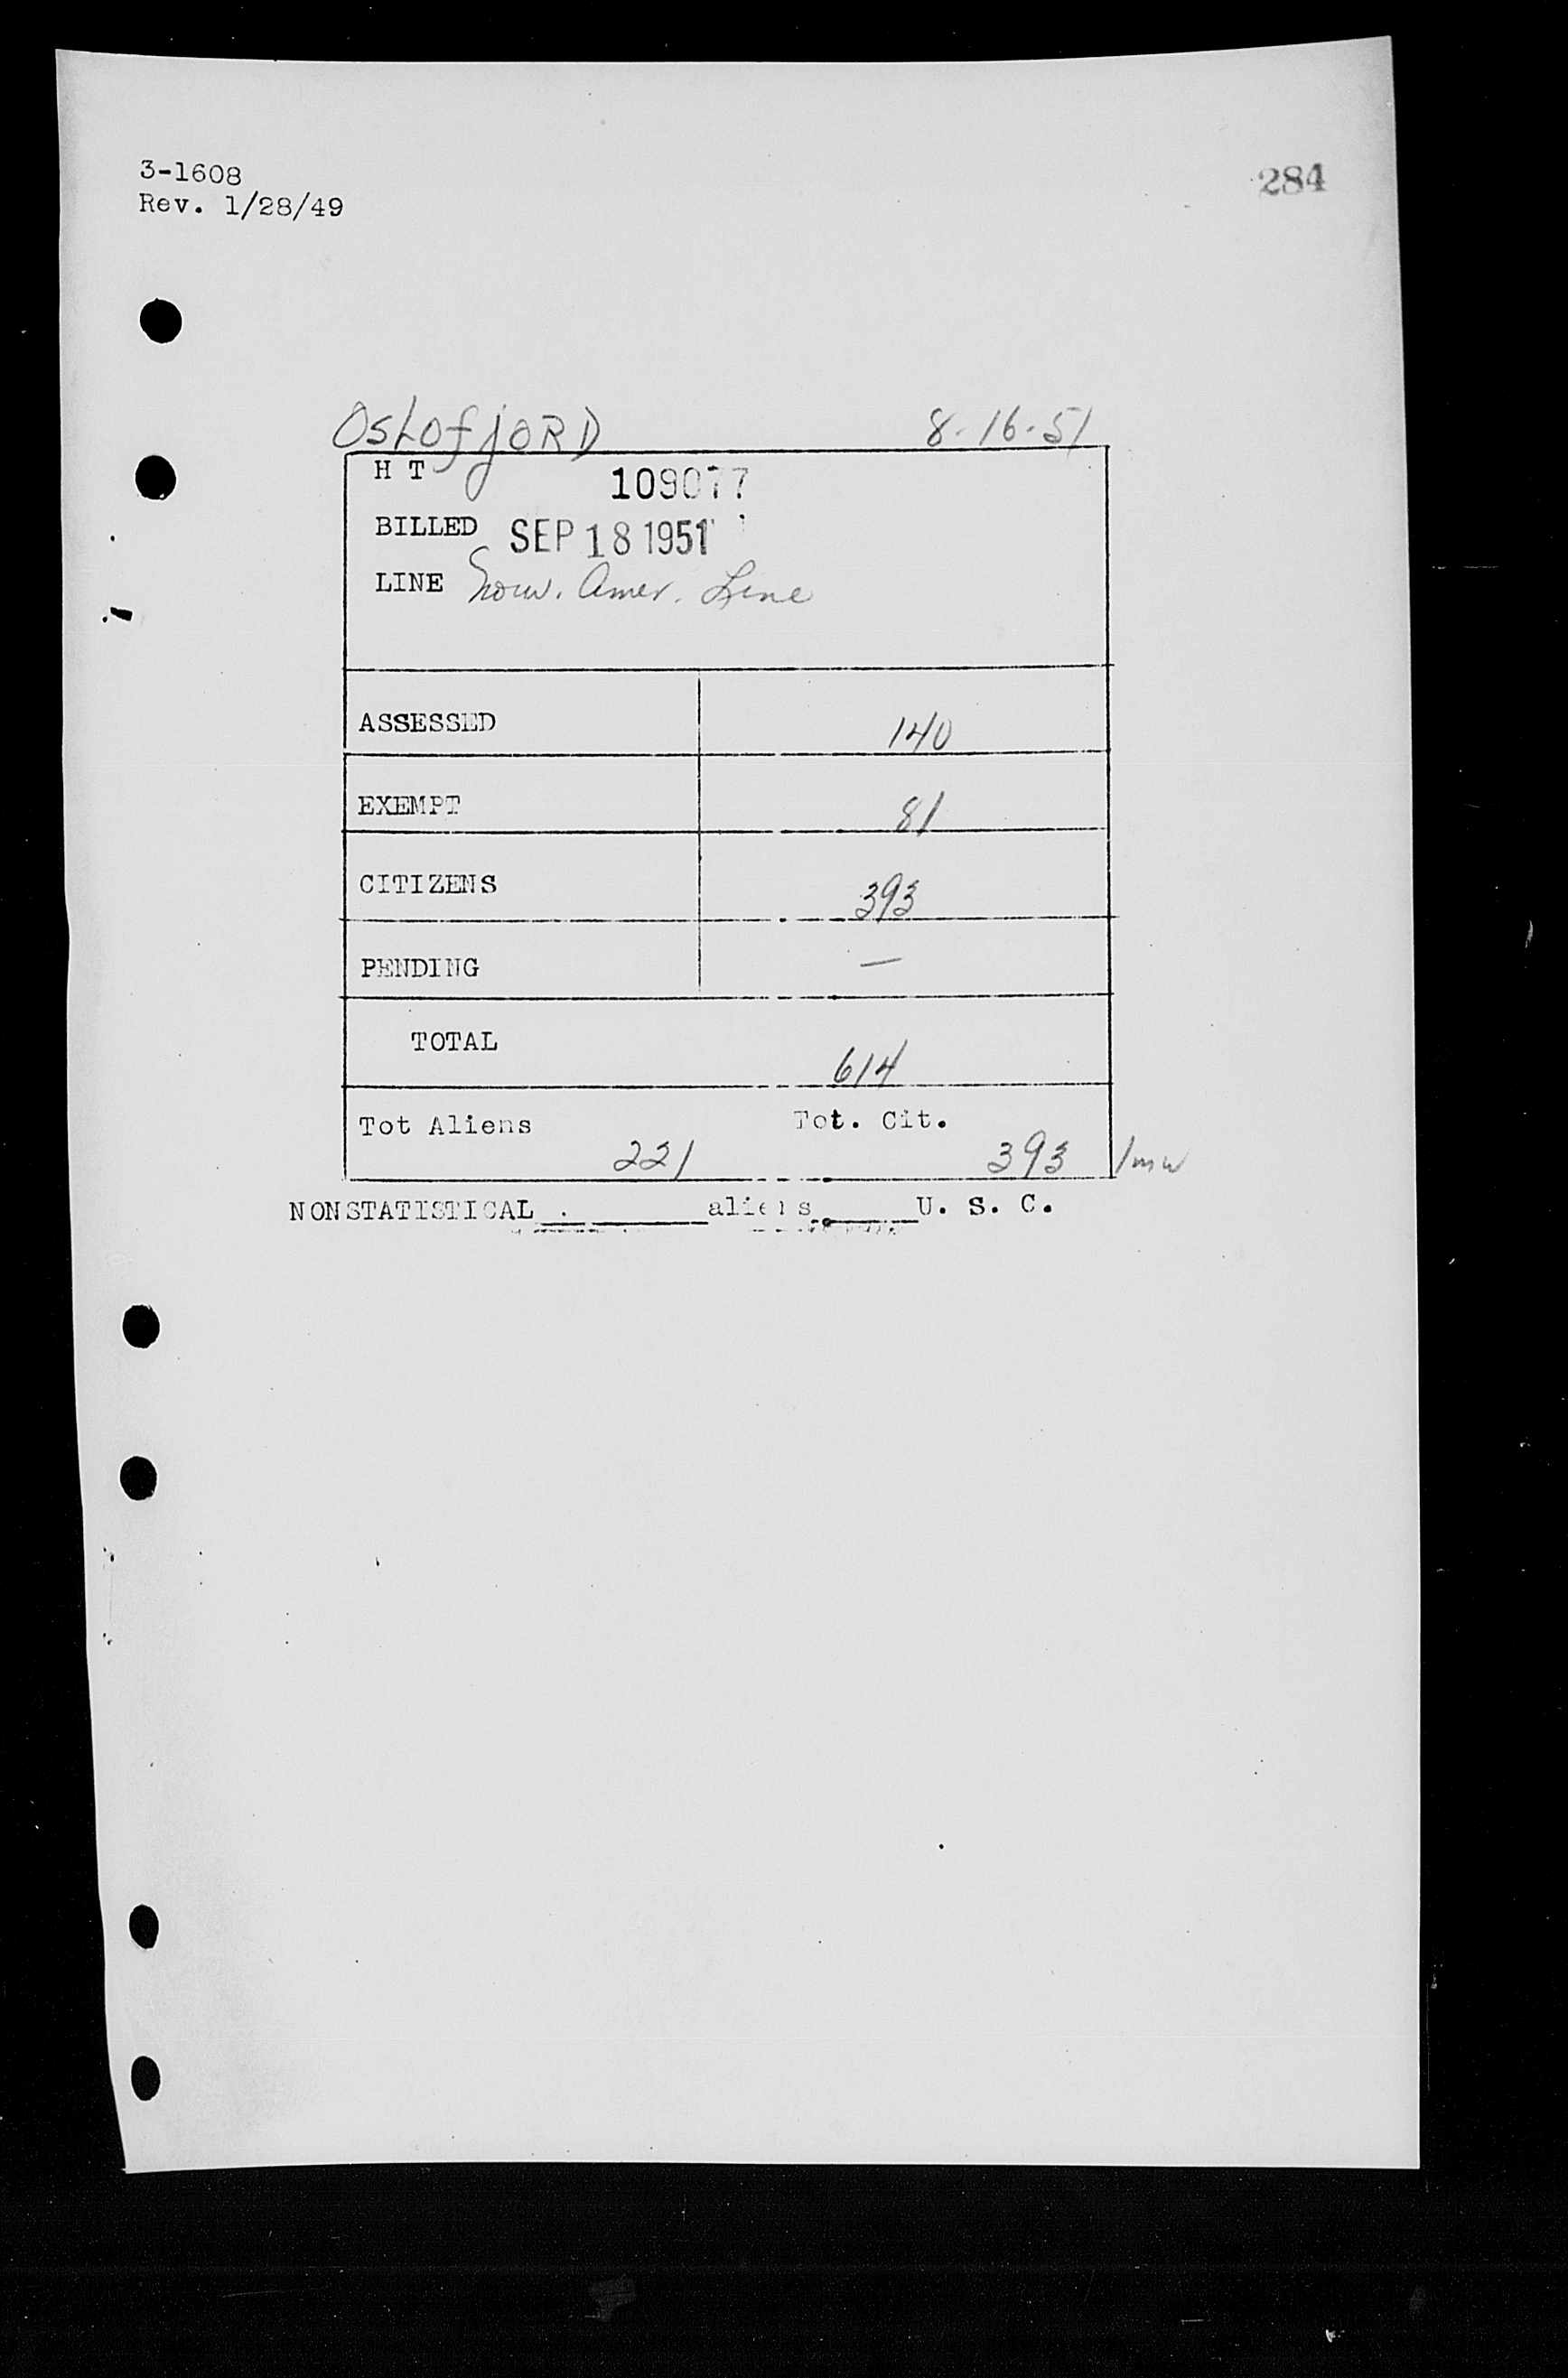 3-1608
284
Rev. 1/28/49
OSLOfjORD 8-16-51
H T 109077
BILLED SEP 18 1951
LINE Norw. Amer. Line
ASSESSED 140
EXEMPT 81
CITIZENS 393
PENDING —
TOTAL 614
Tot Aliens Tot. Cit.
221 393
NONSTATISTICAL aliens U. S. C.